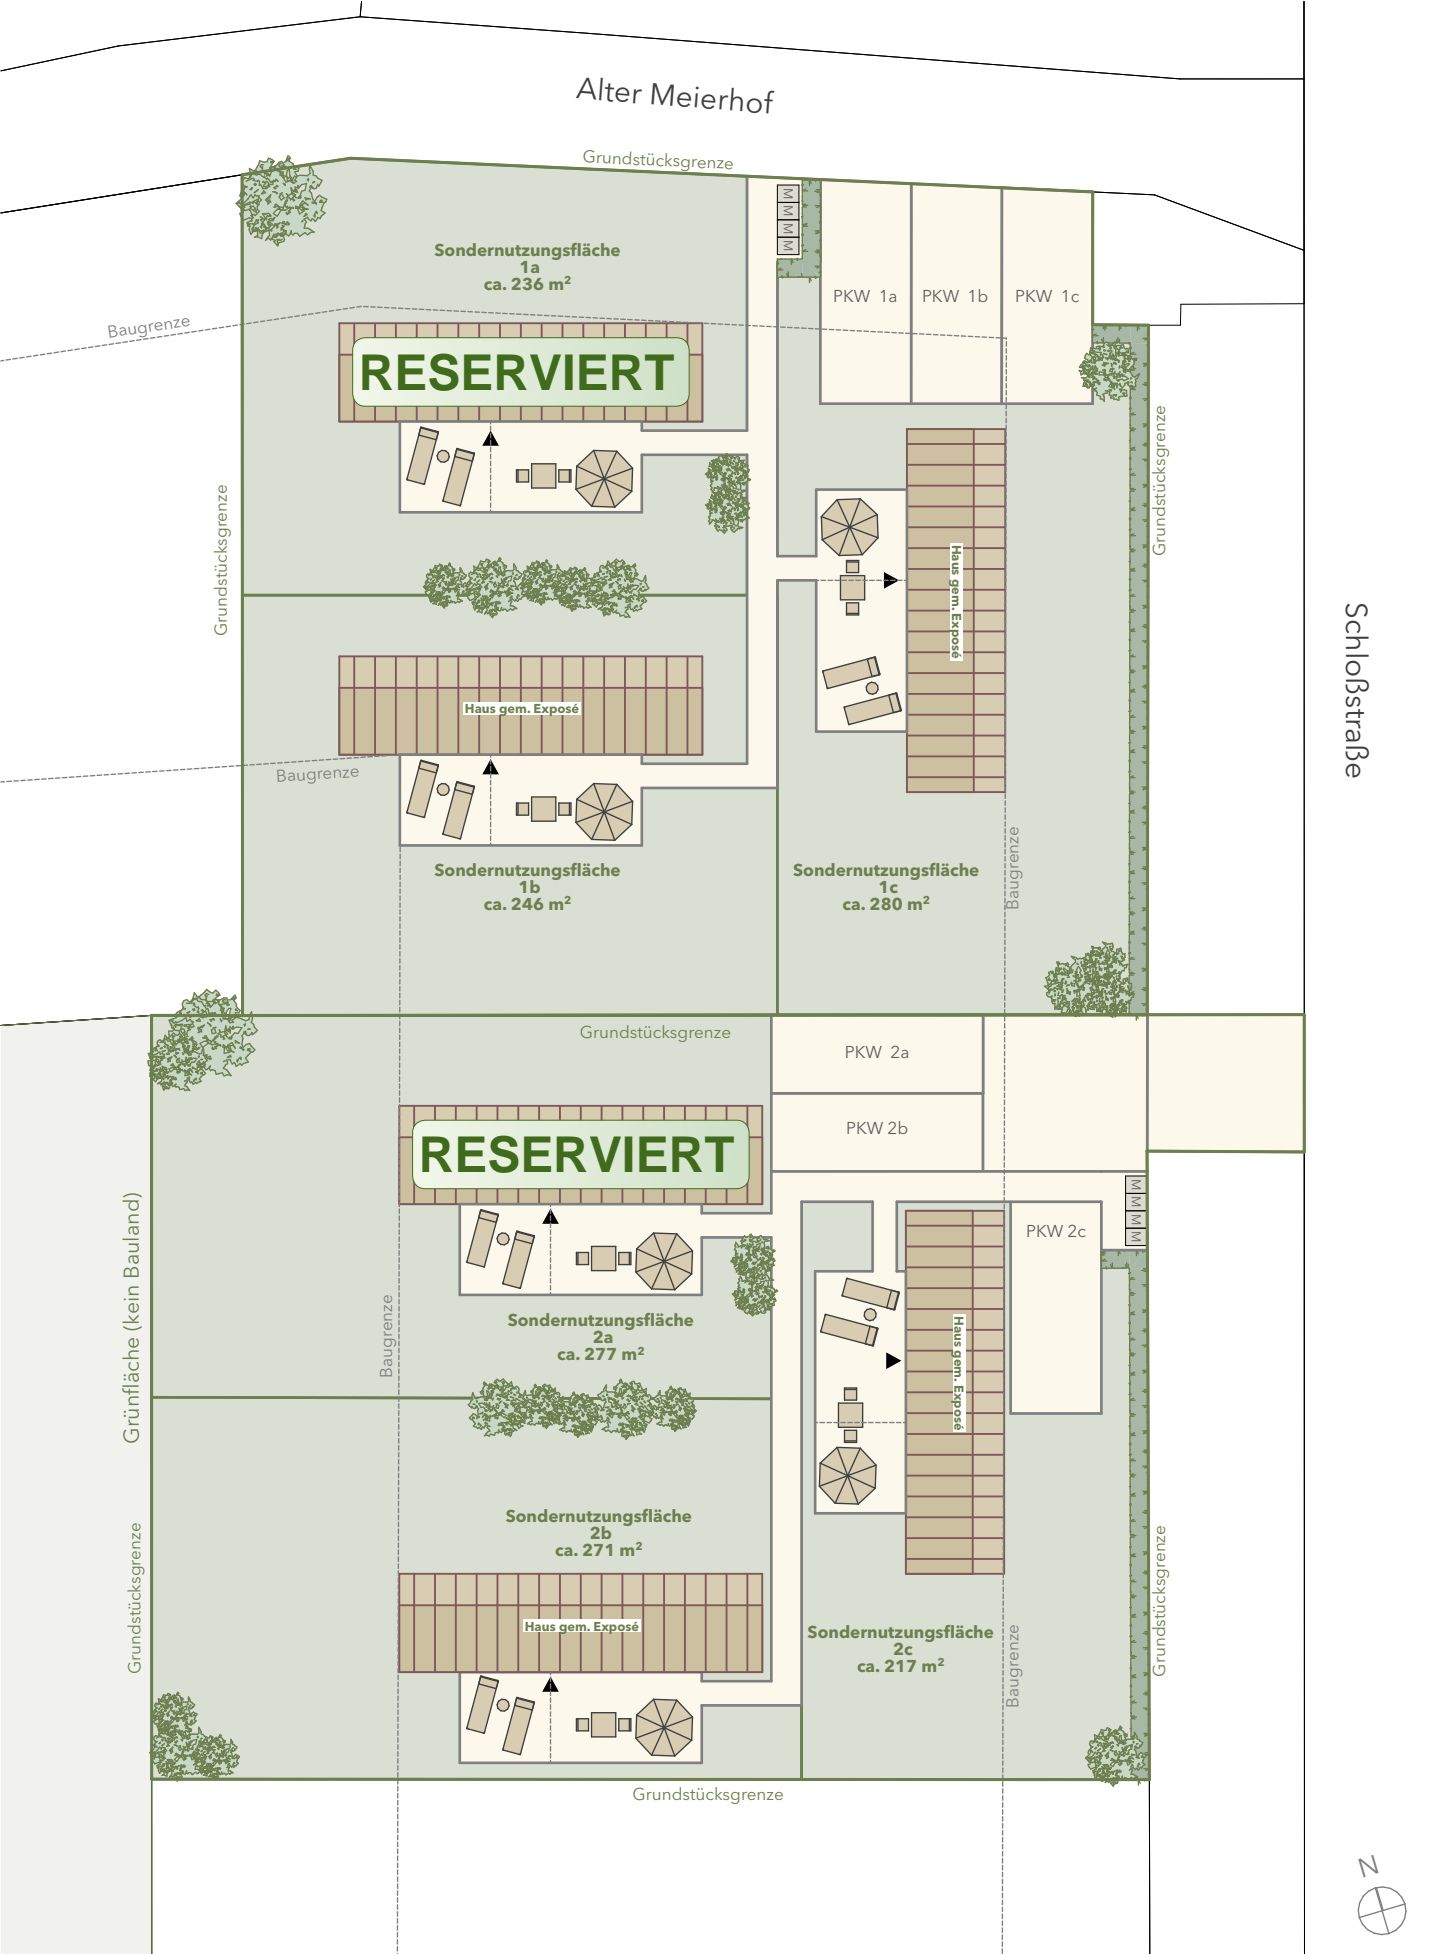 Alter Meierhof
Grundstücksgrenze
M
M
M
M
Sondernutzungsfläche
1a
ca. 236 m²
PKW 1a
PKW 1b
PKW 1c
Baugrenze
RESERVIERT
Grundstücksgrenze
Grundstücksgrenze
Haus gem. Exposé
Schloßstraße
Haus gem. Exposé
Baugrenze
Sondernutzungsfläche
1b
ca. 246 m²
Sondernutzungsfläche
1c
ca. 280 m²
Baugrenze
Grundstücksgrenze
PKW 2a
PKW 2b
RESERVIERT
M
M
M
M
PKW 2c
Grünfläche (kein Bauland)
Baugrenze
Sondernutzungsfläche
2a
ca. 277 m²
Haus gem. Exposé
Sondernutzungsfläche
2b
ca. 271 m²
Grundstücksgrenze
Grundstücksgrenze
Haus gem. Exposé
Sondernutzungsfläche
2c
ca. 217 m²
Baugrenze
Grundstücksgrenze
N